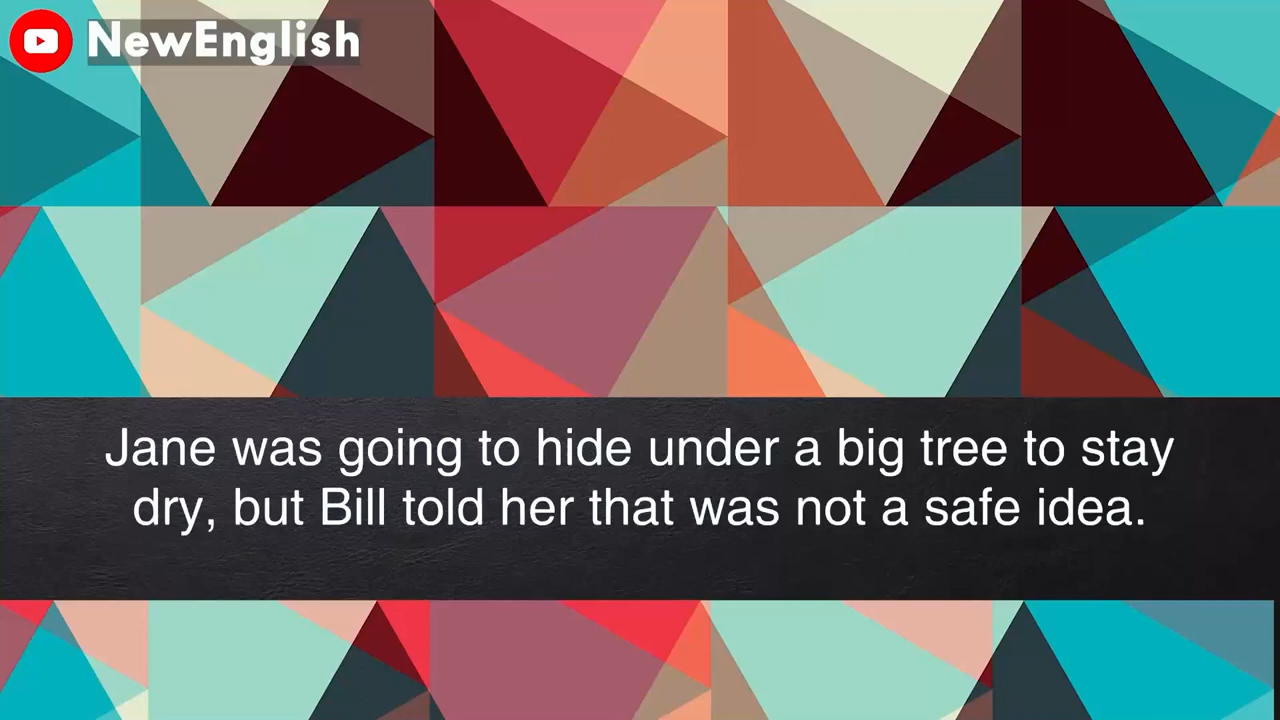 NewEnglish
Jane was going to hide under a big tree to stay
dry, but Bill told her that was not a safe idea.